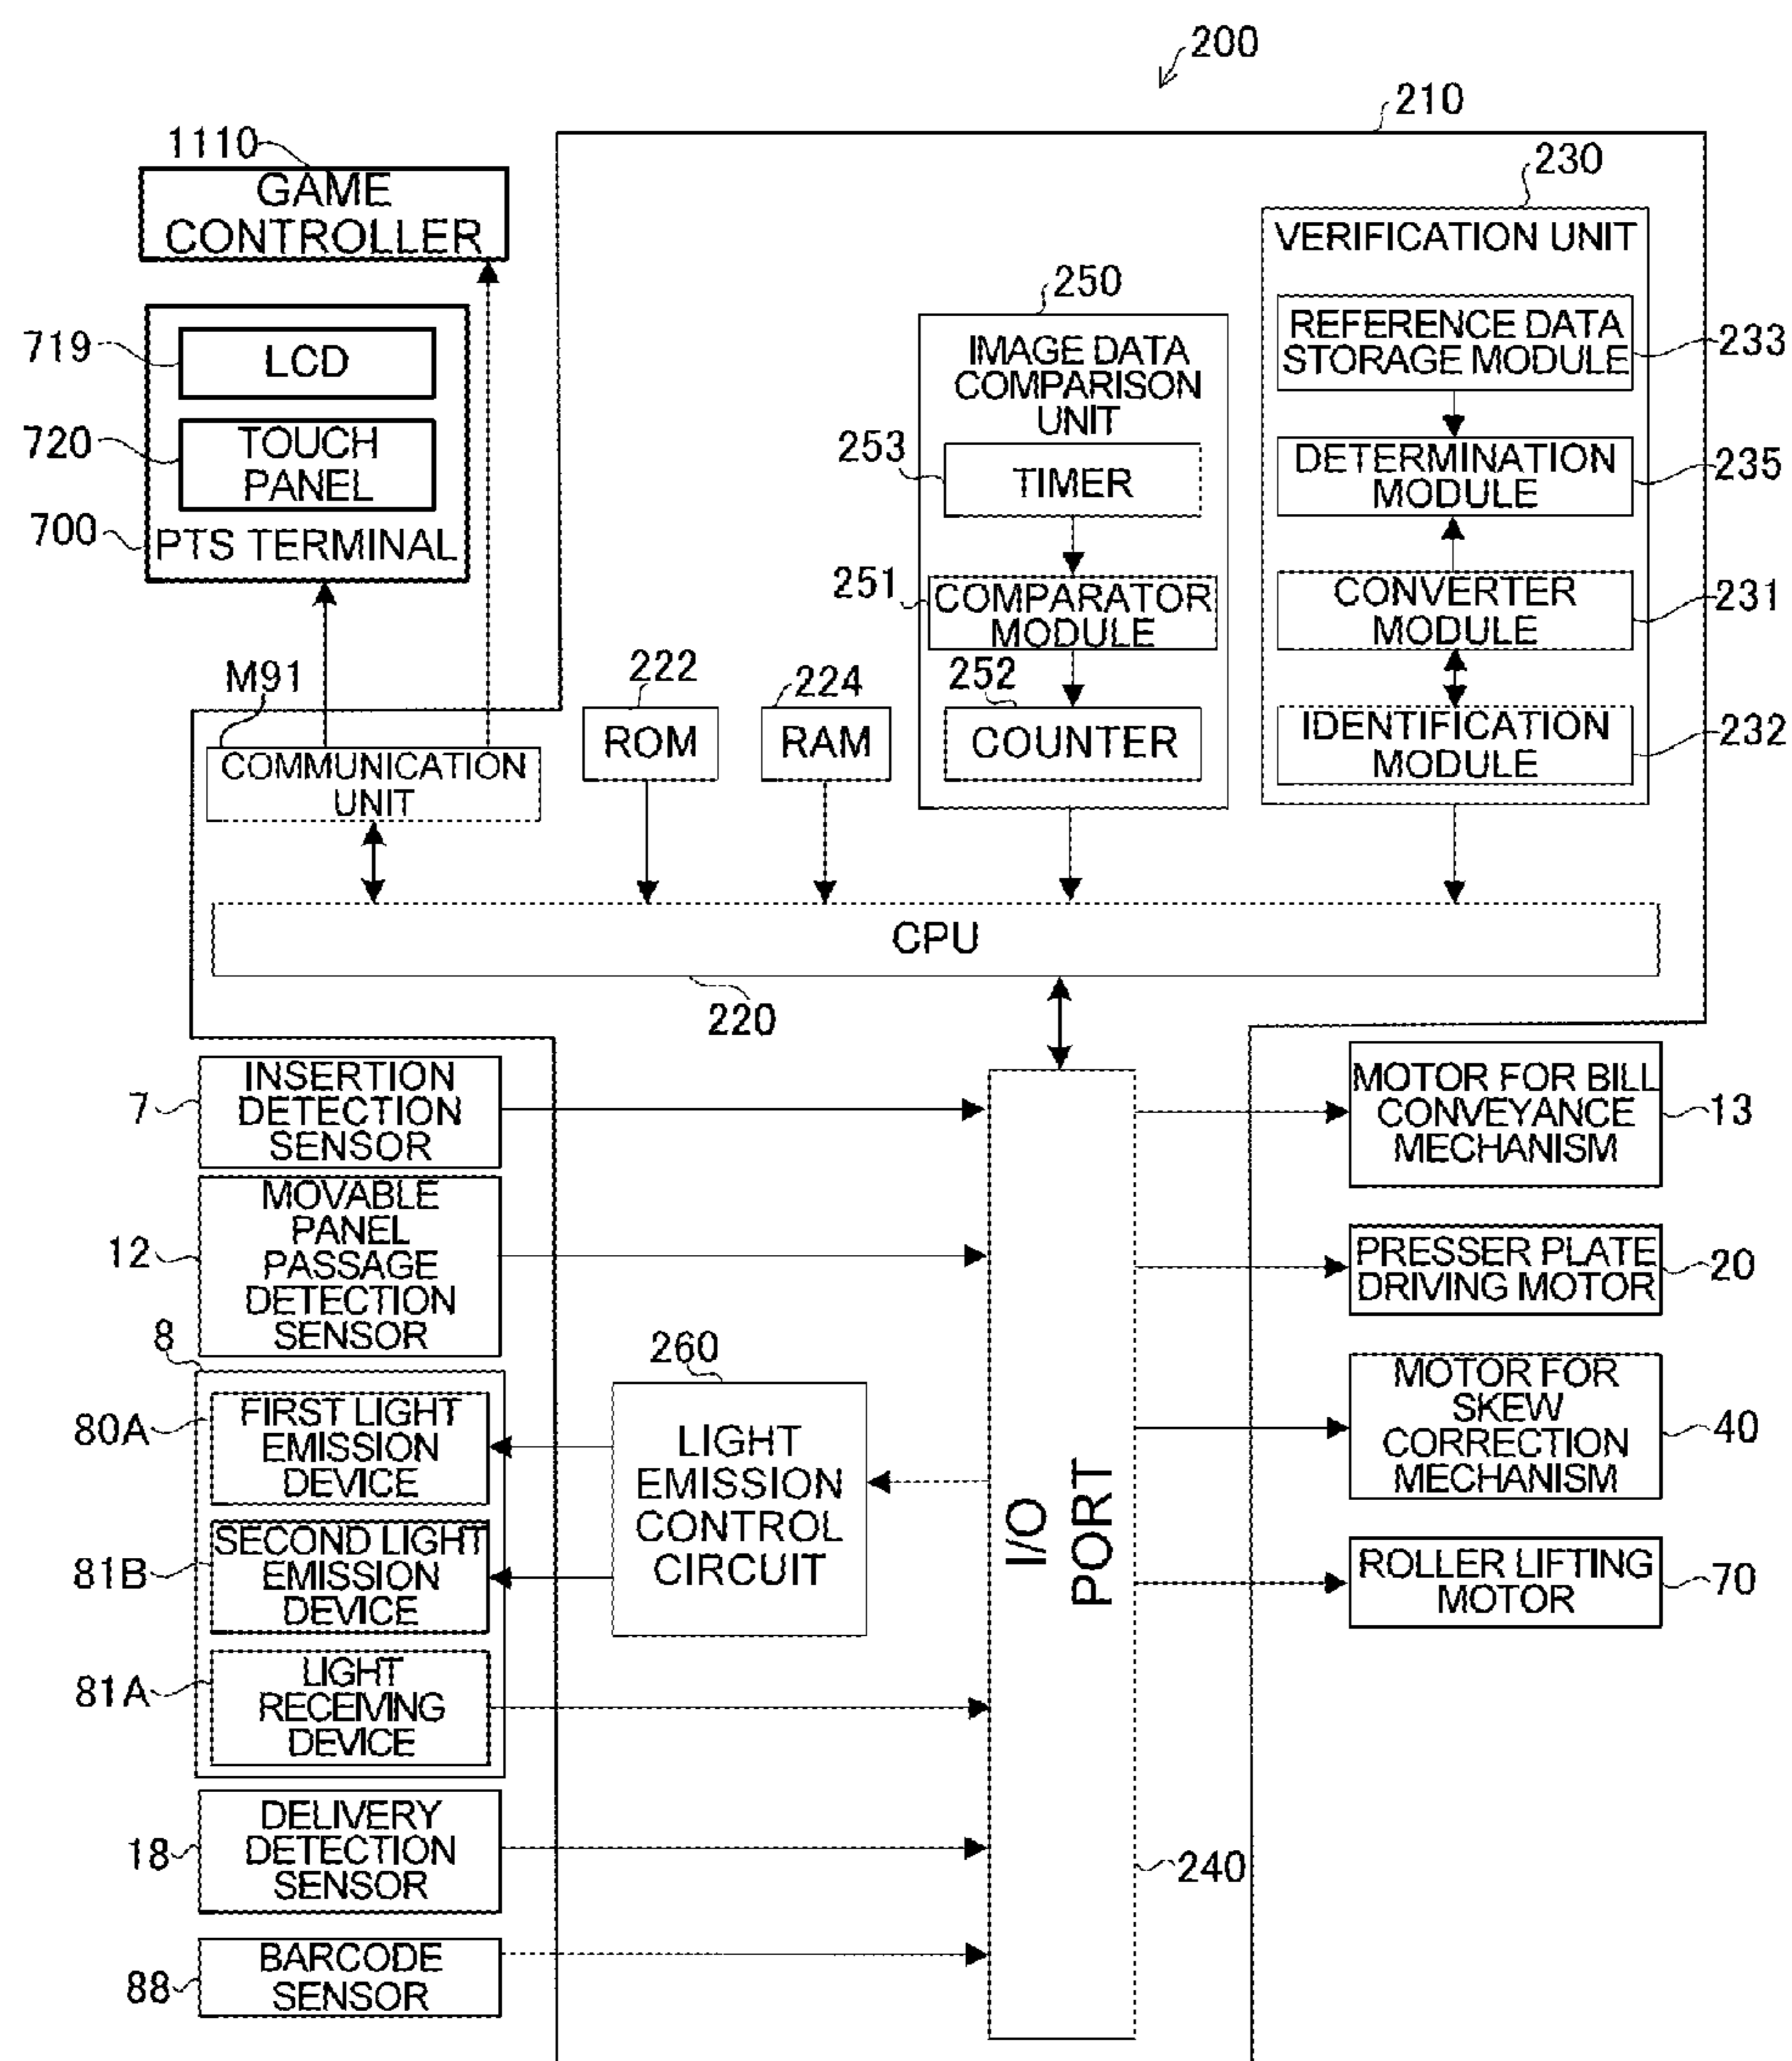 200
210
1110
GAME
CONTROLLER
230
VERIFICATION UNIT
250
IMAGE DATA
COMPARISON
UNIT
REFERENCE DATA
STORAGE MODULE
233
719
LCD
720
TOUCH
PANEL
700
PTS TERMINAL
253
TIMER
DETERMINATION
MODULE
235
251
COMPARATOR
MODULE
CONVERTER
MODULE
231
M91
COMMUNICATION
UNIT
222
ROM
224
RAM
252
COUNTER
IDENTIFICATION
MODULE
232
CPU
220
7
INSERTION
DETECTION
SENSOR
MOTOR FOR BILL
CONVEYANCE
MECHANISM
13
12
MOVABLE
PANEL
PASSAGE
DETECTION
SENSOR
PRESSER PLATE
DRIVING MOTOR
20
8
80A
FIRST LIGHT
EMISSION
DEVICE
260
LIGHT
EMISSION
CONTROL
CIRCUIT
I/O
PORT
MOTOR FOR
SKEW
CORRECTION
MECHANISM
40
81B
SECOND LIGHT
EMISSION
DEVICE
ROLLER LIFTING
MOTOR
70
81A
LIGHT
RECEIVING
DEVICE
18
DELIVERY
DETECTION
SENSOR
240
88
BARCODE
SENSOR